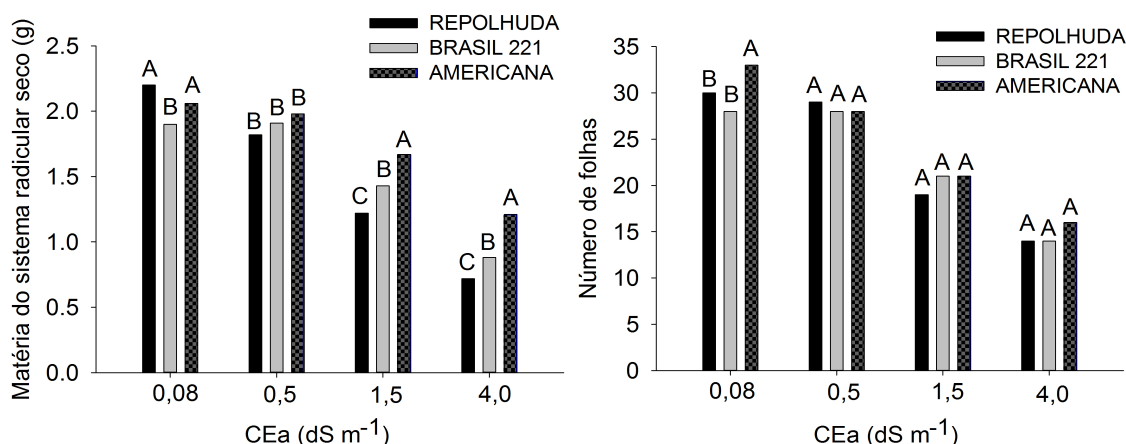 REPOLHUDA
BRASIL 221
AMERICANA
Matéria do sistema radicular seco (g)
2.5
2.0
1.5
1.0
0.5
0.0
A B A
B B B
C B A
C B A
0,08 0,5 1,5 4,0
CEa (dS m-1)
REPOLHUDA
BRASIL 221
AMERICANA
Número de folhas
35
30
25
20
15
10
5
0
B B A
A A A
A A A
A A A
0,08 0,5 1,5 4,0
CEa (dS m-1)